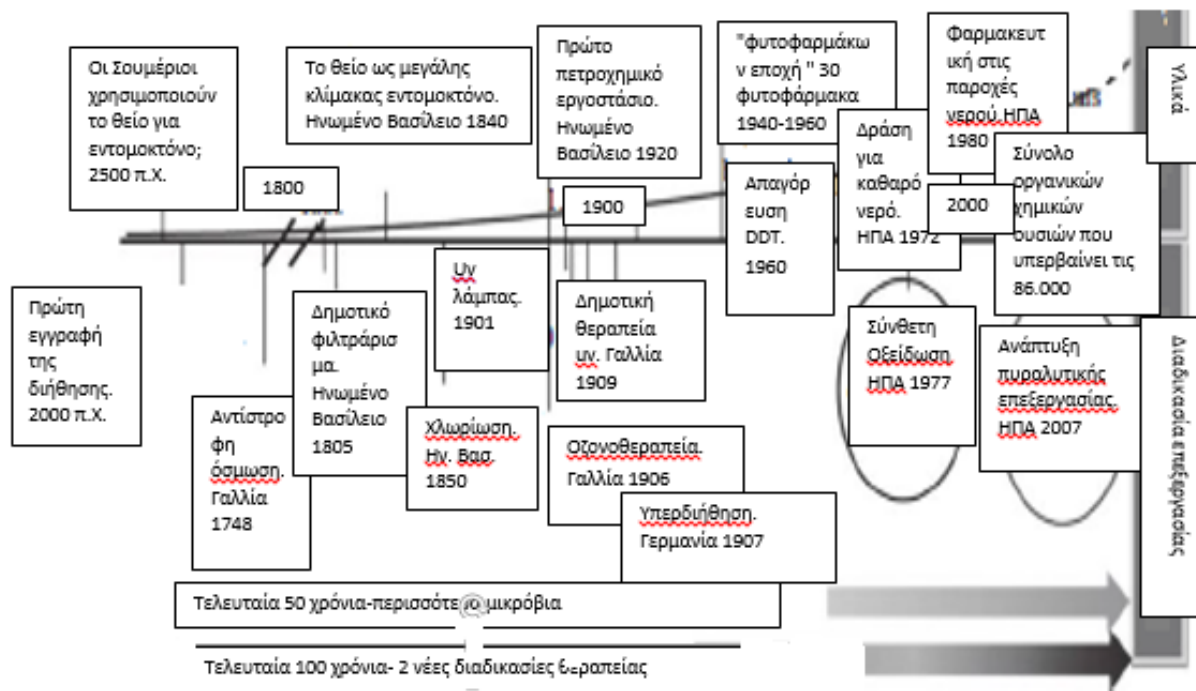 Οι Σουμέριοι
χρησιμοποιούν
το θείο για
εντομοκτόνο;
2500 π.Χ.
Το θείο ως μεγάλης
κλίμακας εντομοκτόνο.
Ηνωμένο Βασίλειο 1840
Πρώτο
πετροχημικό
εργοστάσιο.
Ηνωμένο
Βασίλειο 1920
"φυτοφαρμάκω
ν εποχή " 30
φυτοφάρμακα
1940-1960
Φαρμακευτ
ική στις
παροχές
νερού.ΗΠΑ
1980
Υλικά
1800
1900
Απαγόρ
ευση
DDT.
1960
Δράση
για
καθαρό
νερό.
ΗΠΑ 1972
2000
Σύνολο
οργανικών
χημικών
ουσιών που
υπερβαίνει τις
86.000
Πρώτη
εγγραφή
της
διήθησης.
2000 π.Χ.
Αντίστρο
φη
όσμωση.
Γαλλία
1748
Δημοτικό
φιλτράρισ
μα.
Ηνωμένο
Βασίλειο
1805
Uν
λάμπας.
1901
Χλωρίωση.
Ην. Βασ.
1850
Δημοτική
θεραπεία
uν. Γαλλία
1909
Οζονοθεραπεία.
Γαλλία 1906
Υπερδιήθηση.
Γερμανία 1907
Σύνθετη
Οξείδωση.
ΗΠΑ 1977
Ανάπτυξη
πυραλυτικής
επεξεργασίας.
ΗΠΑ 2007
Διαδικασία επεξεργασίας
Τελευταία 50 χρόνια-περισσότερα μικρόβια
Τελευταία 100 χρόνια- 2 νέες διαδικασίες θεραπείας